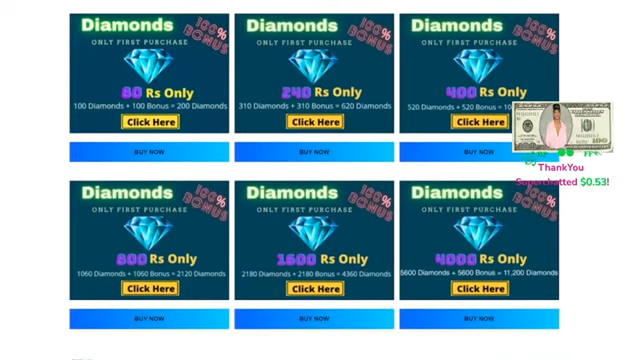 Diamonds
100% BONUS
ONLY FIRST PURCHASE
80 Rs Only
100 Diamonds + 100 Bonus = 200 Diamonds
Click Here
BUY NOW
Diamonds
100% BONUS
ONLY FIRST PURCHASE
240 Rs Only
310 Diamonds + 310 Bonus = 620 Diamonds
Click Here
BUY NOW
Diamonds
100% BONUS
ONLY FIRST PURCHASE
400 Rs Only
520 Diamonds + 520 Bonus =
Click Here
BUY NOW
100
ThankYou
Superchatted $0.53!
Diamonds
100% BONUS
ONLY FIRST PURCHASE
800 Rs Only
1060 Diamonds + 1060 Bonus = 2120 Diamonds
Click Here
BUY NOW
Diamonds
100% BONUS
ONLY FIRST PURCHASE
1600 Rs Only
2180 Diamonds + 2180 Bonus = 4360 Diamonds
Click Here
BUY NOW
Diamonds
100% BONUS
ONLY FIRST PURCHASE
4000 Rs Only
5600 Diamonds + 5600 Bonus = 11,200 Diamonds
Click Here
BUY NOW